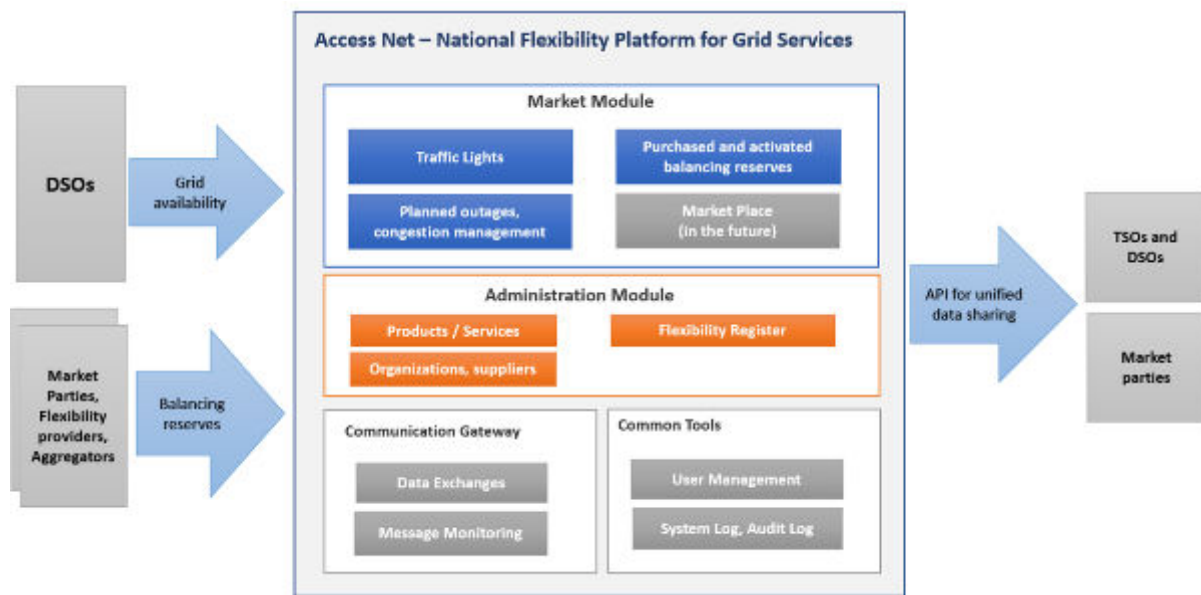 Access Net – National Flexibility Platform for Grid Services
DSOs
Grid
availability
Market
Parties,
Flexibility
providers,
Aggregators
Balancing
reserves
Market Module
Traffic Lights
Purchased and activated
balancing reserves
Planned outages,
congestion management
Market Place
(in the future)
Administration Module
Products / Services
Flexibility Register
Organizations, suppliers
Communication Gateway
Data Exchanges
Message Monitoring
Common Tools
User Management
System Log, Audit Log
API for unified
data sharing
TSOs and
DSOs
Market
parties